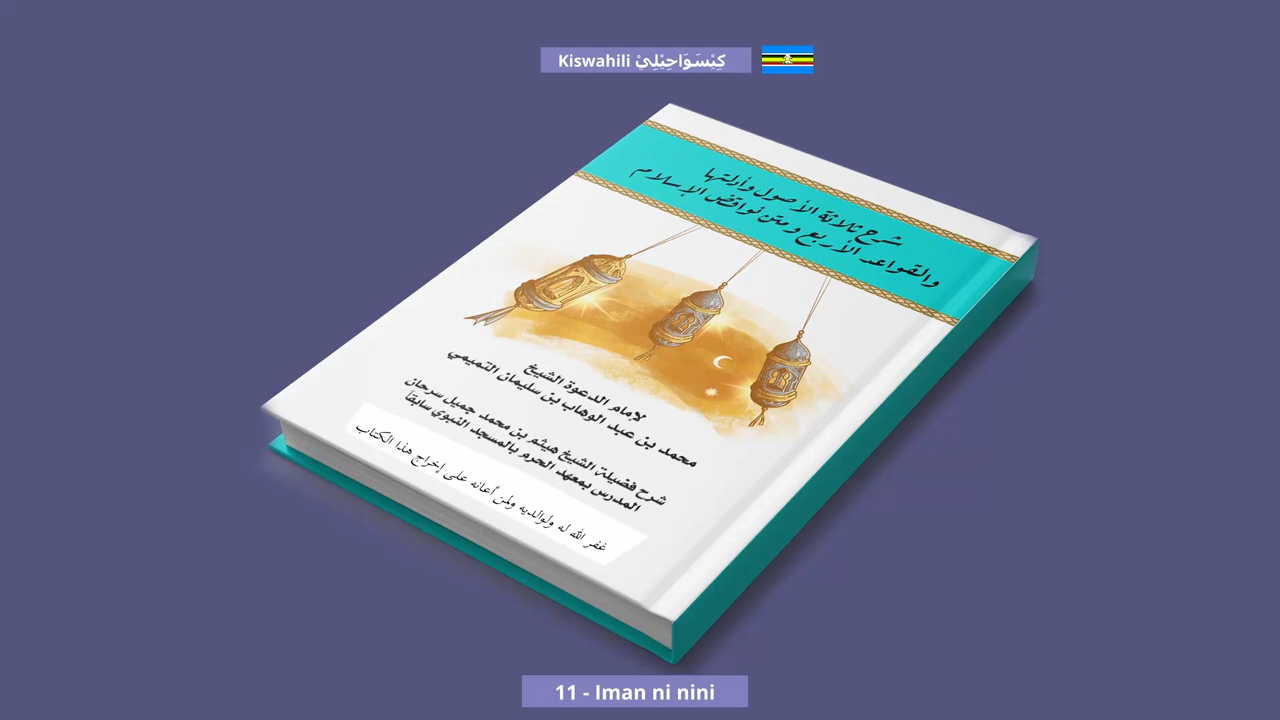 Kiswahili كِيْسَوَاحِيْلِيْ
شرح ثلاثة الأصول وأدلتها
والقواعد الأربع ومتن نواقض الإسلام
لإمام الدعوة الشيخ
محمد بن عبد الوهاب بن سليمان التميمي
شرح فضيلة الشيخ هيثم بن محمد جميل سرحان
المدرس بمعهد الحرم بالمسجد النبوي سابقاً
غفر الله له ولوالديه ولمن أعانه على إخراج هذا الكتاب
11 - Iman ni nini